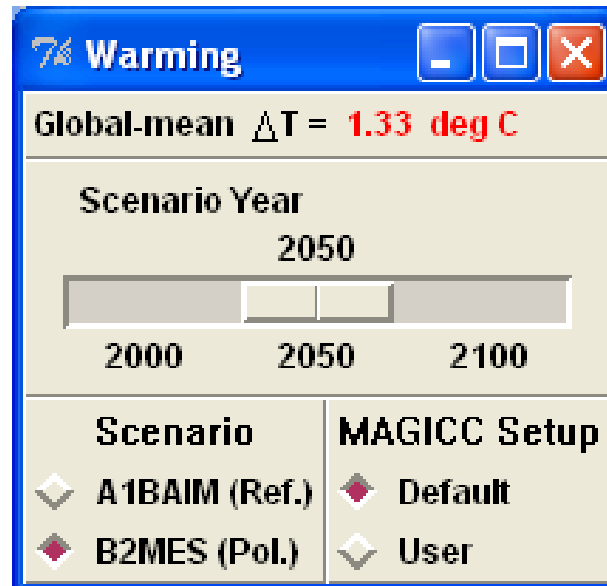 Warming
Global-mean △T = 1.33 deg C
Scenario Year
2050
2000 2050 2100
Scenario
A1BAIM (Ref.)
B2MES (Pol.)
MAGICC Setup
Default
User